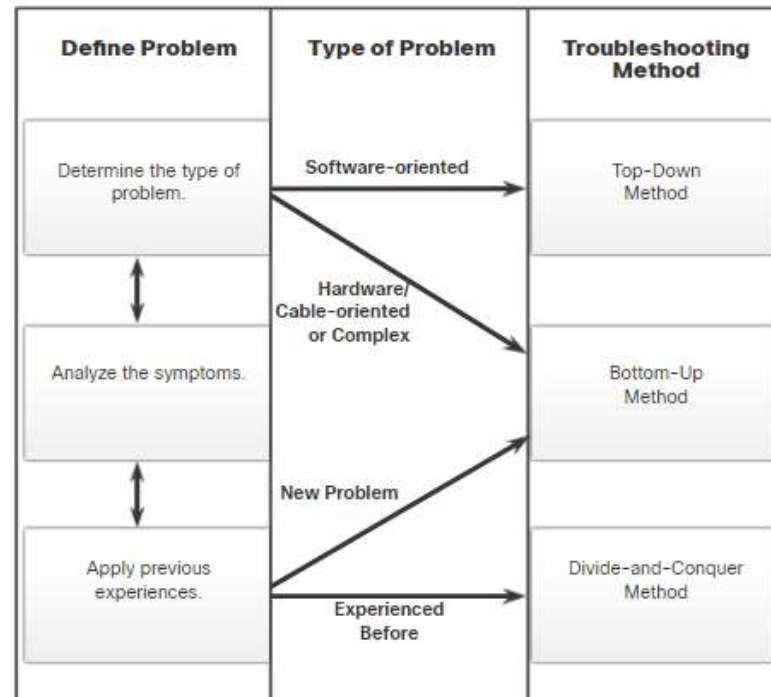 Define Problem
Type of Problem
Troubleshooting
Method
Determine the type of
problem.
Software-oriented
Top-Down
Method
Hardware/
Cable-oriented
or Complex
Analyze the symptoms.
Bottom-Up
Method
New Problem
Apply previous
experiences.
Experienced
Before
Divide-and-Conquer
Method